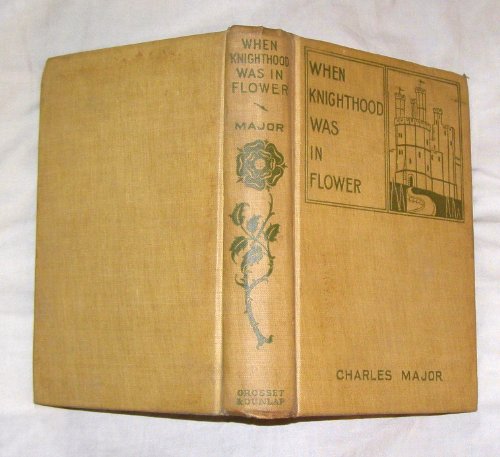 WHEN
KNIGHTHOOD
WAS IN
FLOWER
MAJOR
GROSSET
& DUNLAP
WHEN
KNIGHTHOOD
WAS
IN
FLOWER
CHARLES MAJOR